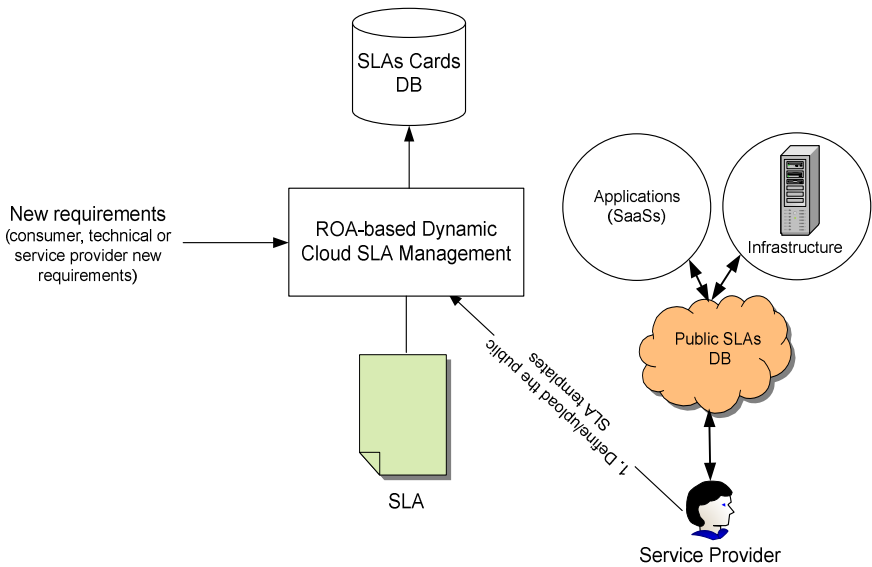 SLAs Cards
DB
New requirements
(consumer, technical or
service provider new
requirements)
ROA-based Dynamic
Cloud SLA Management
Applications
(SaaSs)
Infrastructure
Public SLAs
DB
1. Define/upload the public
SLA templates
SLA
Service Provider